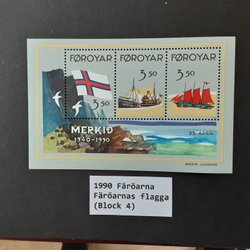 FØROYAR FØROYAR FØROYAR
3,50 3,50 3,50
MERKIÐ
1940-1990
25. APRÍL
1990 Färöarna
Färöarnas flagga
(Block 4)